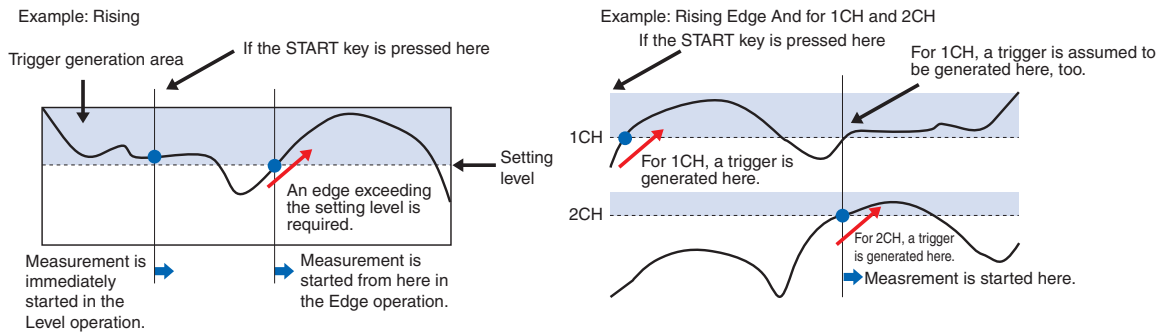 Example: Rising
If the START key is pressed here
Trigger generation area
Setting
level
An edge exceeding
the setting level is
required.
Measurement is
immediately
started in the
Level operation.
Measurement is
started from here in
the Edge operation.
Example: Rising Edge And for 1CH and 2CH
If the START key is pressed here
For 1CH, a trigger is assumed to
be generated here, too.
1CH
For 1CH, a trigger is
generated here.
2CH
For 2CH, a trigger
is generated here.
Measrement is started here.